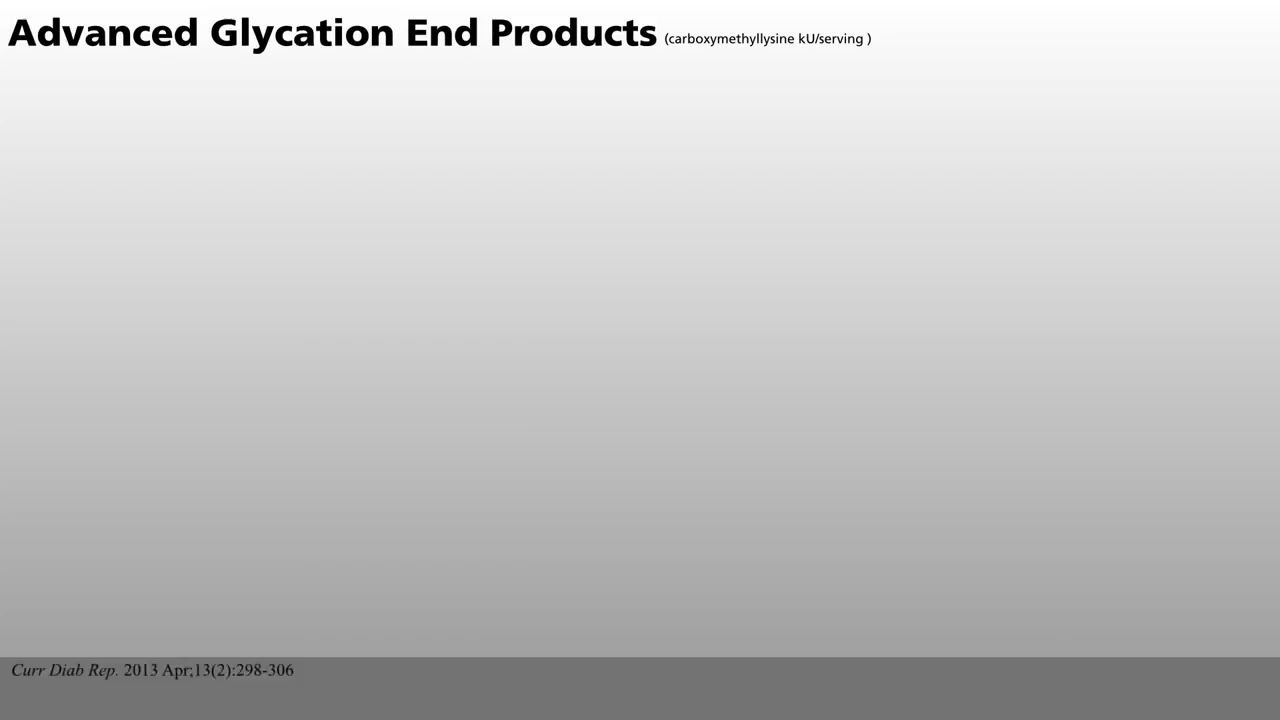 Advanced Glycation End Products (carboxymethyllysine kU/serving )
Curr Diab Rep. 2013 Apr;13(2):298-306